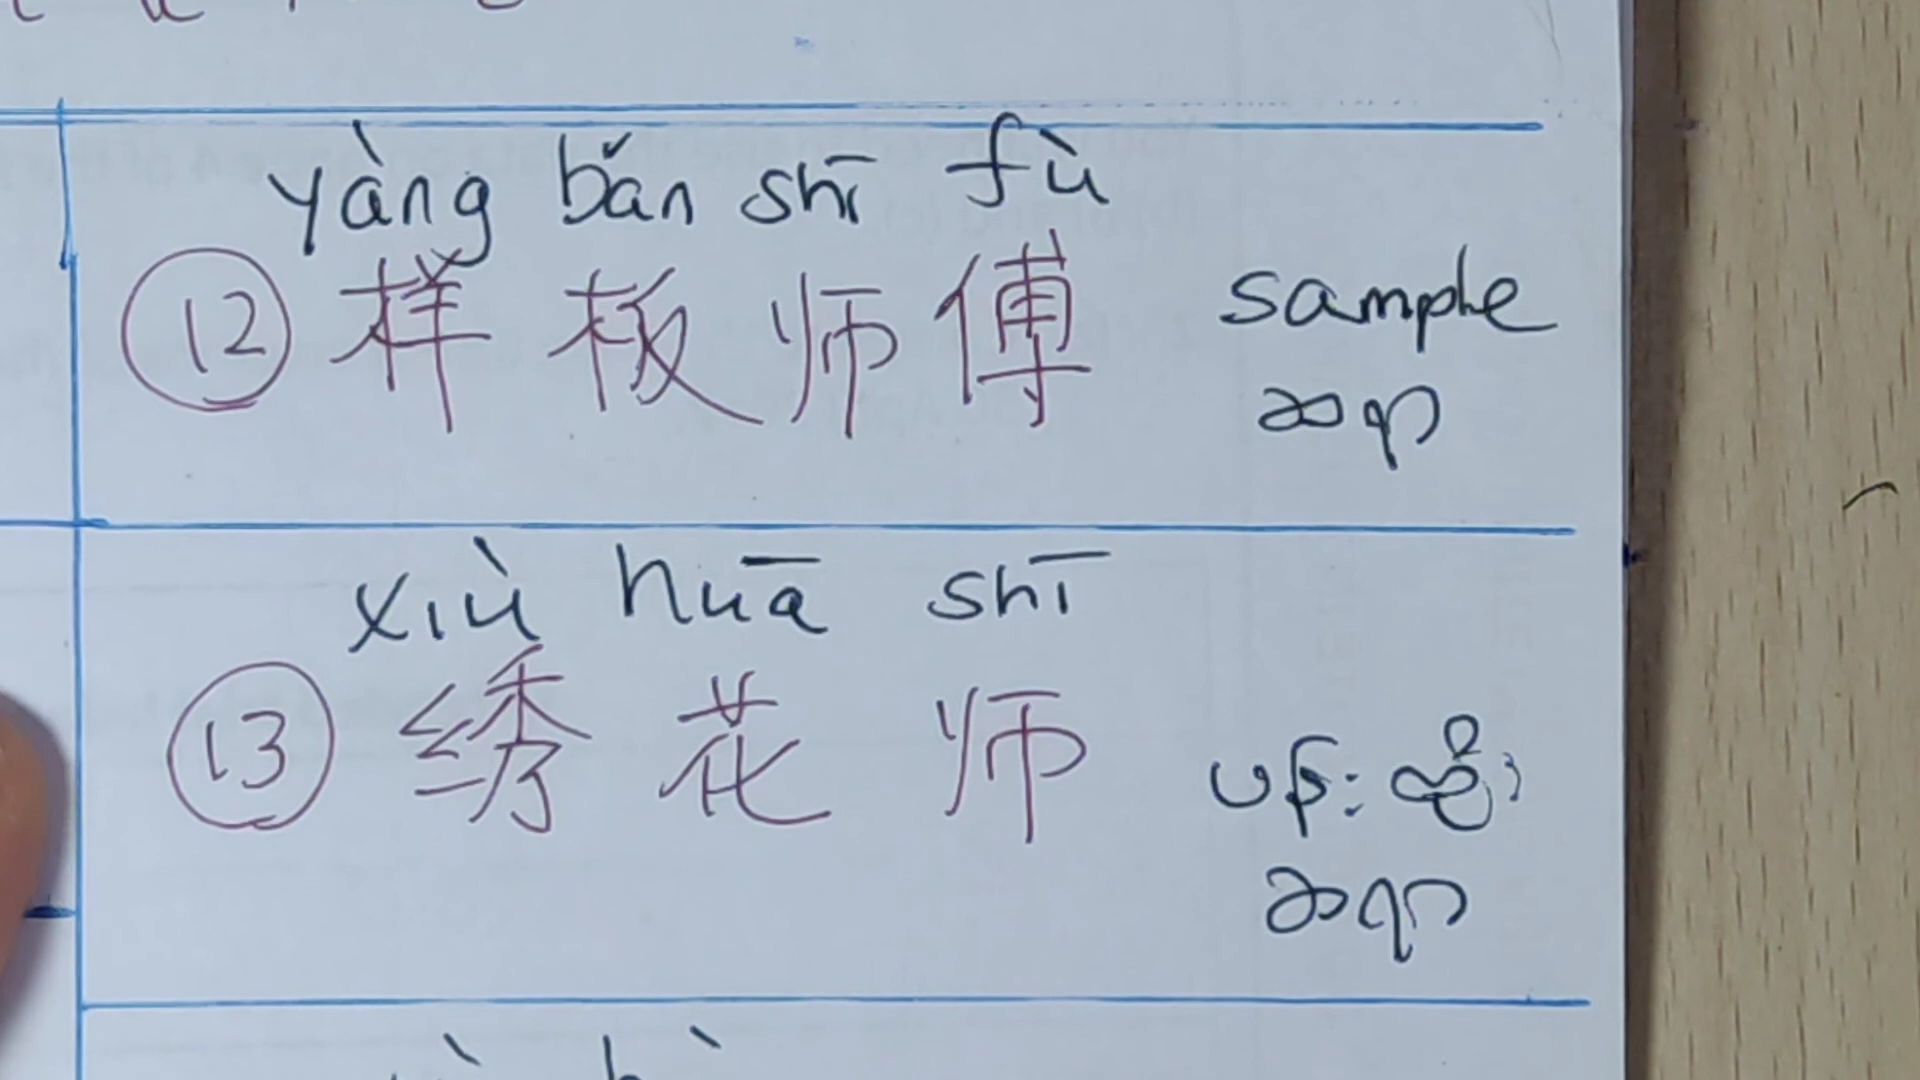 yàng bǎn shī fù
⑫ 样板师傅 sample
ဆရာ
xiù huā shī
⑬ 绣花师 ပန်းထိုး
ဆရာ